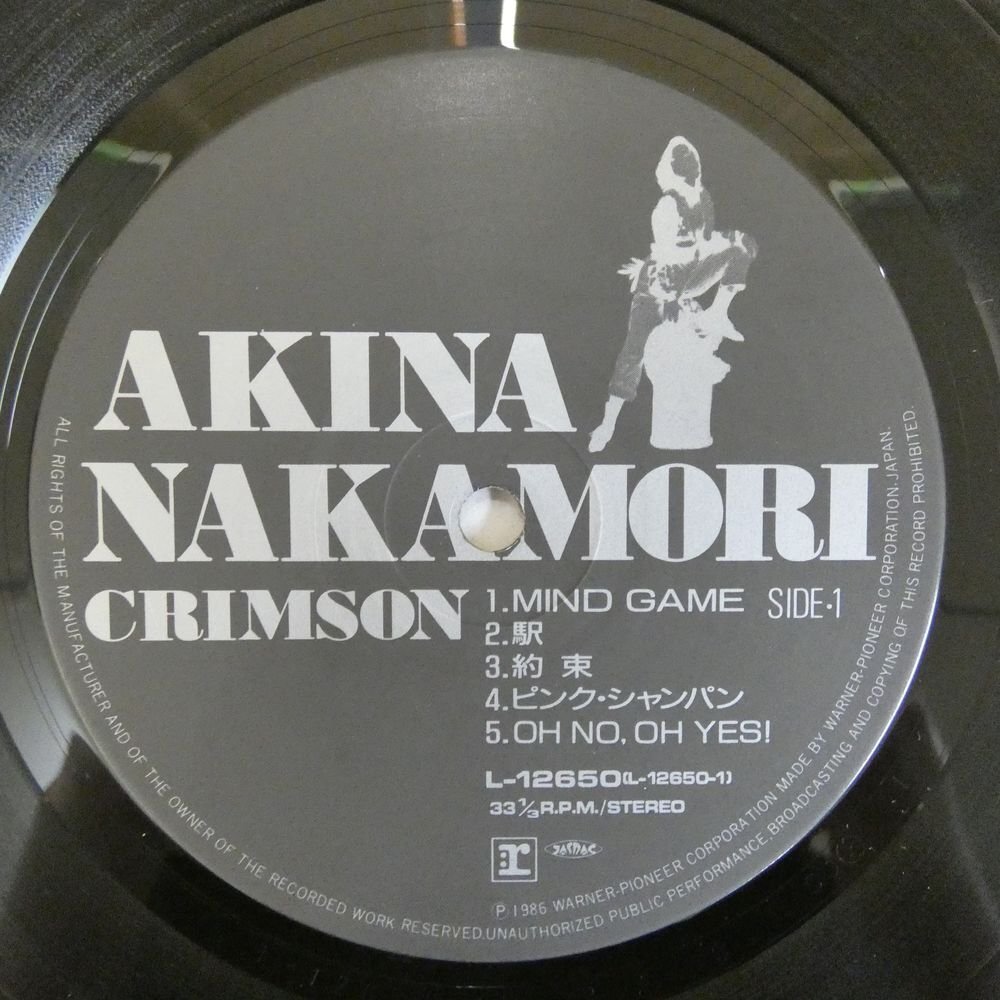 AKINA
NAKAMORI
CRIMSON
1.MIND GAME
SIDE・1
2.駅
3.約 束
4.ピンク・シャンパン
5.OH NO, OH YES!
L-12650(L-12650-1)
33⅓R.P.M./STEREO
r
JASRAC
Ⓟ1986 WARNER-PIONEER CORPORATION MADE BY WARNER-PIONEER CORPORATION.JAPAN.
ALL RIGHTS OF THE MANUFACTURER AND OF THE OWNER OF THE RECORDED WORK RESERVED.UNAUTHORIZED PUBLIC PERFORMANCE,BROADCASTING AND COPYING OF THIS RECORD PROHIBITED.